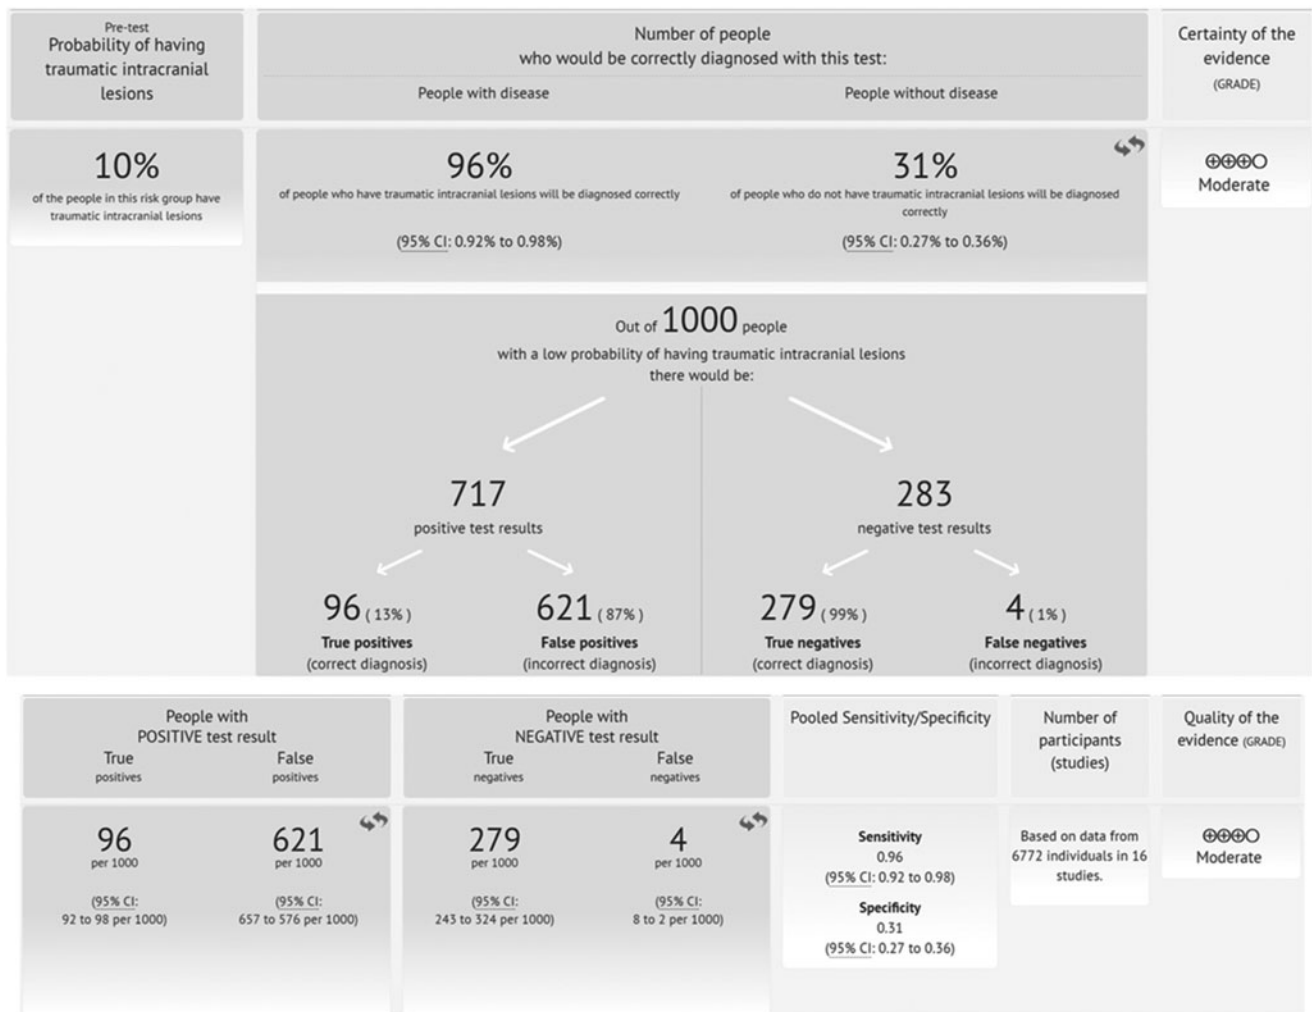 Pre-test
Probability of having
traumatic intracranial
lesions
Number of people
who would be correctly diagnosed with this test:
People with disease
People without disease
Certainty of the
evidence
(GRADE)
10%
of the people in this risk group have
traumatic intracranial lesions
96%
of people who have traumatic intracranial lesions will be diagnosed correctly
(95% CI: 0.92% to 0.98%)
31%
of people who do not have traumatic intracranial lesions will be diagnosed
correctly
(95% CI: 0.27% to 0.36%)
⊕⊕⊕○
Moderate
Out of 1000 people
with a low probability of having traumatic intracranial lesions
there would be:
717
positive test results
283
negative test results
96 ( 13% )
True positives
(correct diagnosis)
621 ( 87% )
False positives
(incorrect diagnosis)
279 ( 99% )
True negatives
(correct diagnosis)
4 ( 1% )
False negatives
(incorrect diagnosis)
People with
POSITIVE test result
True
positives
False
positives
People with
NEGATIVE test result
True
negatives
False
negatives
Pooled Sensitivity/Specificity
Number of
participants
(studies)
Quality of the
evidence (GRADE)
96
per 1000
(95% CI:
92 to 98 per 1000)
621
per 1000
(95% CI:
657 to 576 per 1000)
279
per 1000
(95% CI:
243 to 324 per 1000)
4
per 1000
(95% CI:
8 to 2 per 1000)
Sensitivity
0.96
(95% CI: 0.92 to 0.98)
Specificity
0.31
(95% CI: 0.27 to 0.36)
Based on data from
6772 individuals in 16
studies.
⊕⊕⊕○
Moderate